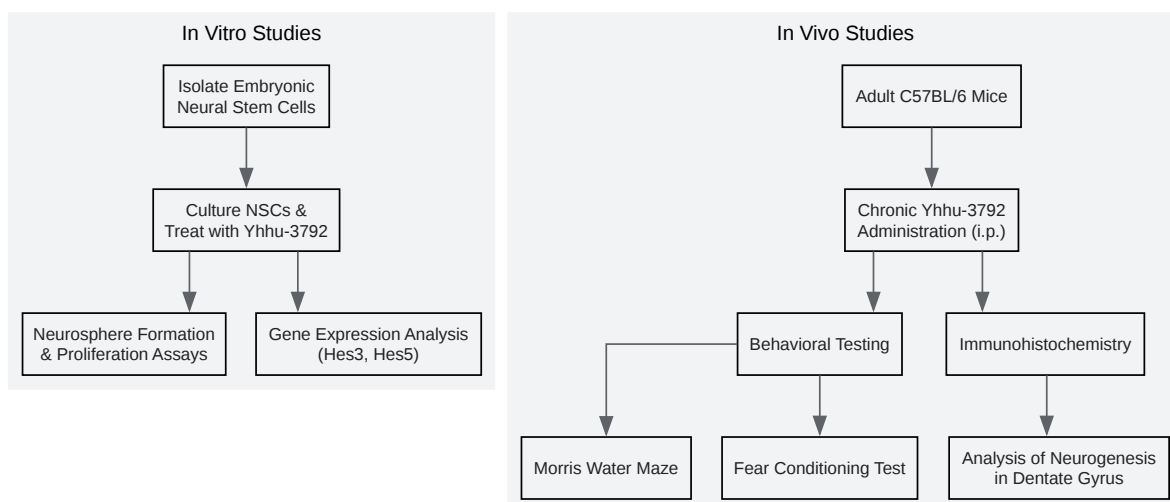 In Vitro Studies
Isolate Embryonic
Neural Stem Cells
Culture NSCs &
Treat with Yhhu-3792
Neurosphere Formation
& Proliferation Assays
Gene Expression Analysis
(Hes3, Hes5)
In Vivo Studies
Adult C57BL/6 Mice
Chronic Yhhu-3792
Administration (i.p.)
Behavioral Testing
Immunohistochemistry
Morris Water Maze
Fear Conditioning Test
Analysis of Neurogenesis
in Dentate Gyrus